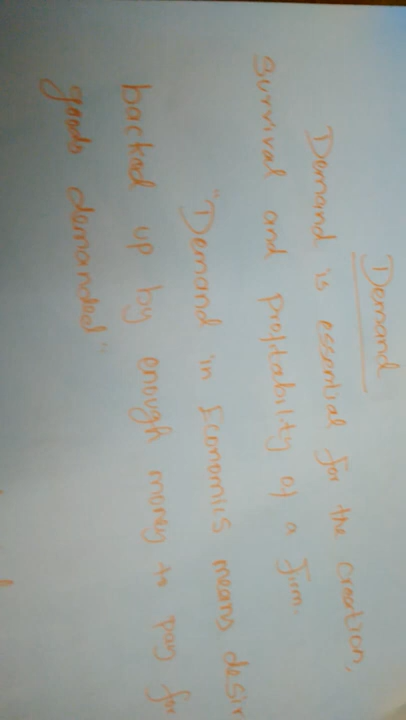 Demand
Demand is essential for the creation,
survival and profitability of a firm.
"Demand in Economics means desir
backed up by enough money to pay for
goods demanded"